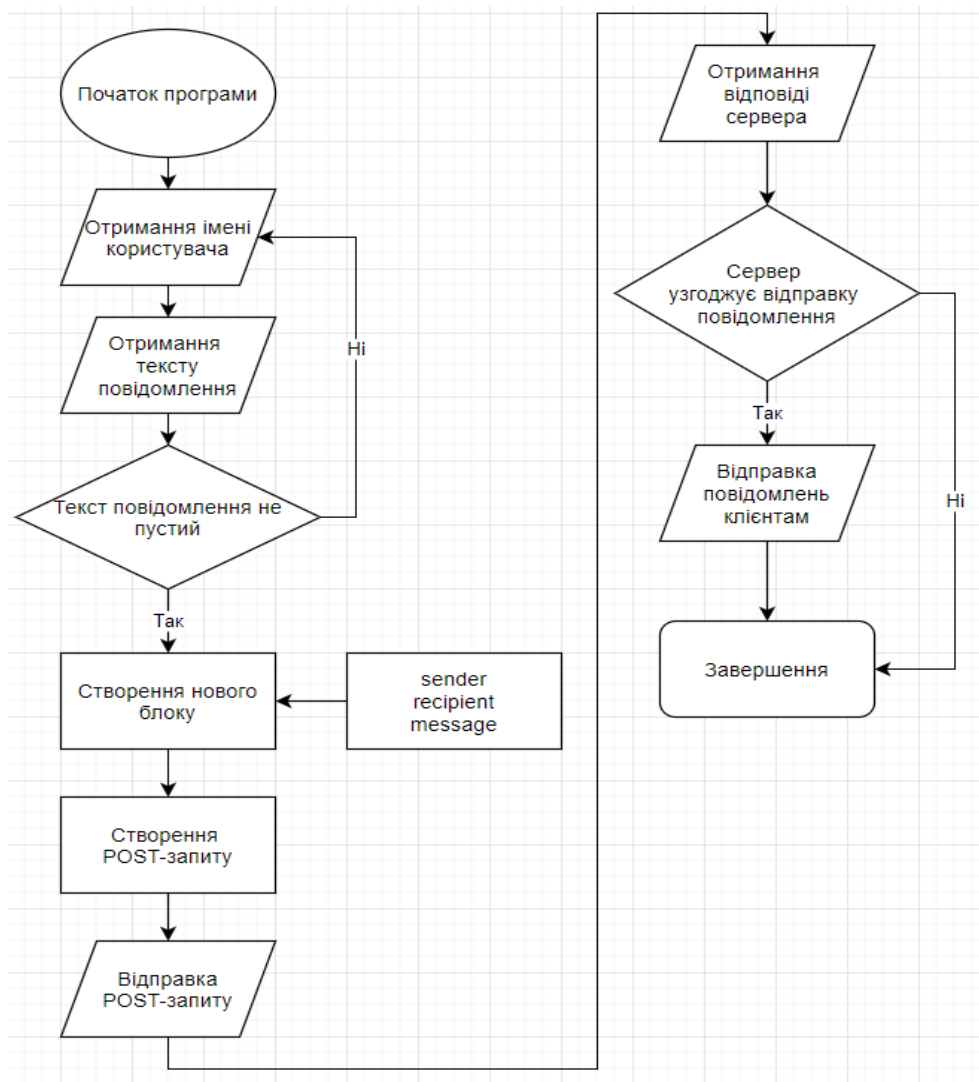 Початок програми
Отримання імені
користувача
Отримання
тексту
повідомлення
Ні
Текст повідомлення не
пустий
Так
Створення нового
блоку
sender
recipient
message
Створення
POST-запиту
Відправка
POST-запиту
Отримання
відповіді
сервера
Сервер
узгоджує відправку
повідомлення
Так
Ні
Відправка
повідомлень
клієнтам
Завершення